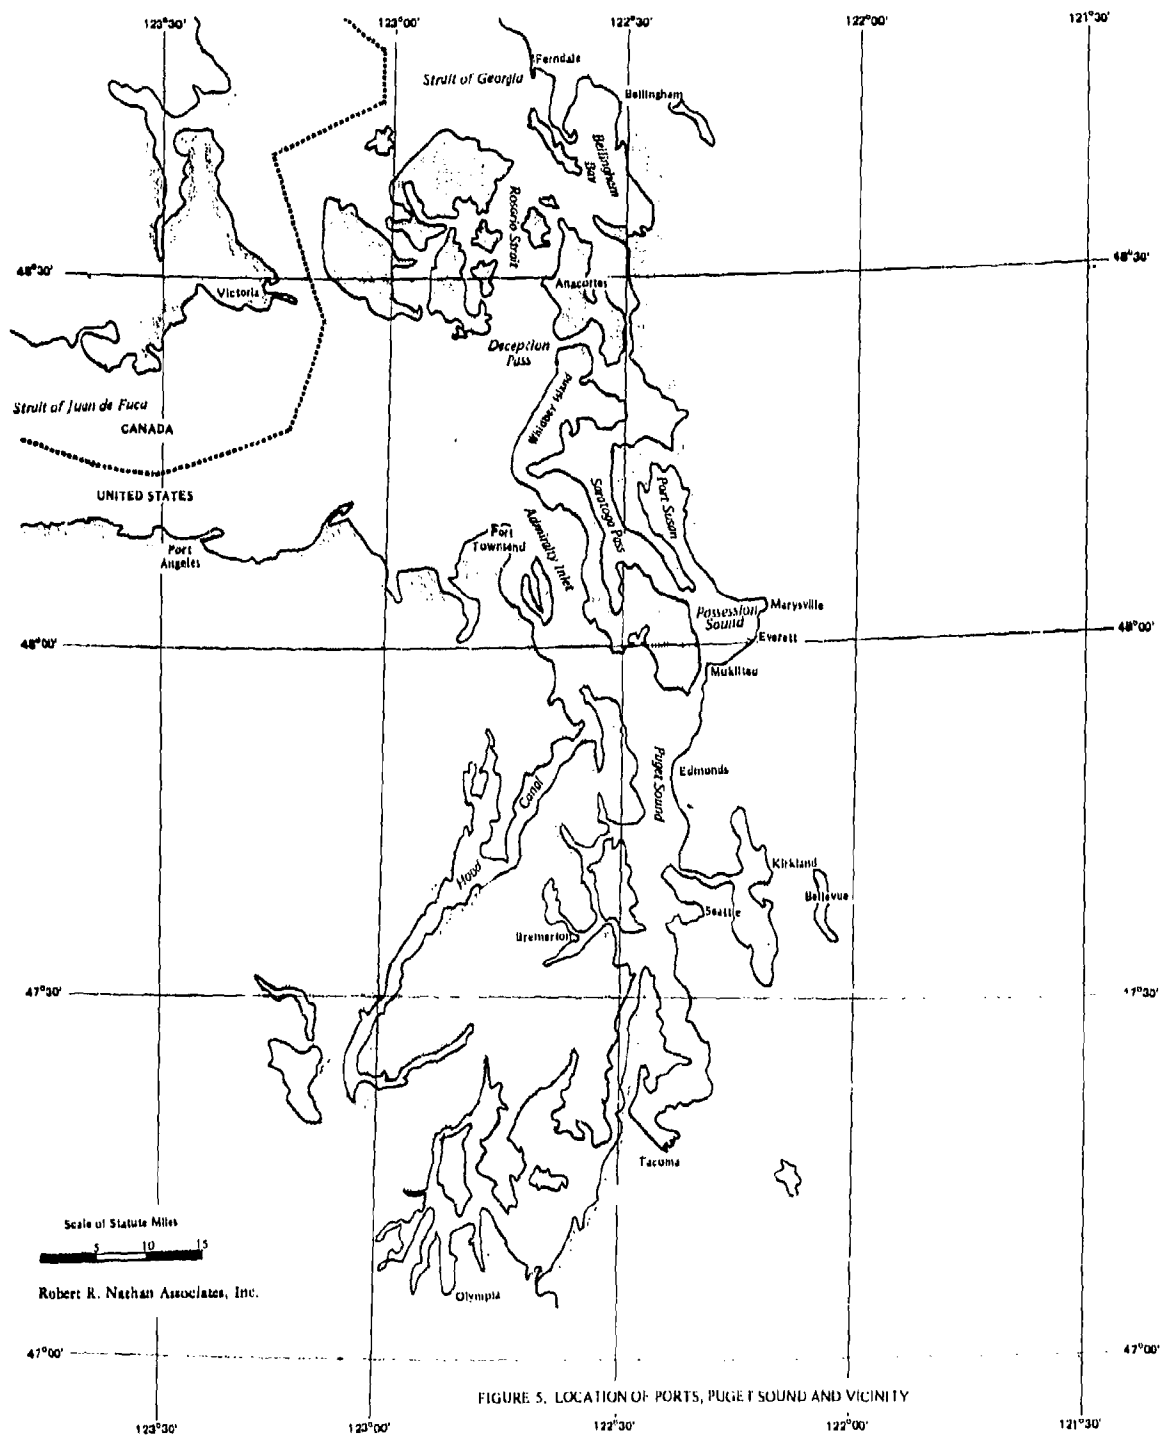 123°30'
123°00'
122°30'
122°00'
121°30'
Ferndale
Strait of Georgia
Bellingham
Bellingham
Bay
Rosario Strait
48°30'
48°30'
Victoria
Anacortes
Deception
Pass
Whidbey Island
Strait of Juan de Fuca
CANADA
UNITED STATES
Port
Angeles
Port
Townsend
Admiralty Inlet
Saratoga Pass
Port Susan
Possession
Sound
Marysville
48°00'
48°00'
Everett
Mukilteo
Puget Sound
Edmunds
Hood
Canal
Kirkland
Bellevue
Seattle
Bremerton
47°30'
47°30'
Tacoma
Scale of Statute Miles
5 10 15
Robert R. Nathan Associates, Inc.
Olympia
47°00'
47°00'
FIGURE 5. LOCATION OF PORTS, PUGET SOUND AND VICINITY
123°30'
123°00'
122°30'
122°00'
121°30'